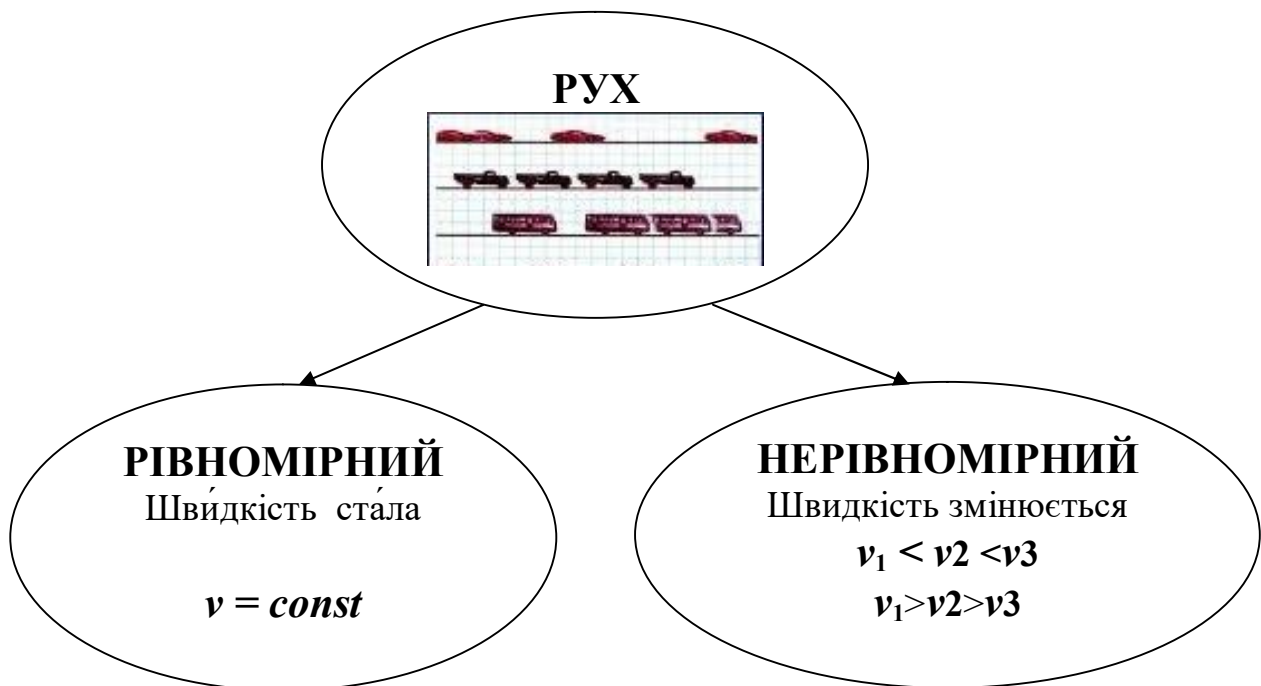 РУХ
РІВНОМІРНИЙ
Шви́дкість ста́ла
v = const
НЕРІВНОМІРНИЙ
Швидкість змінюється
v₁ < v2 <v3
v₁>v2>v3